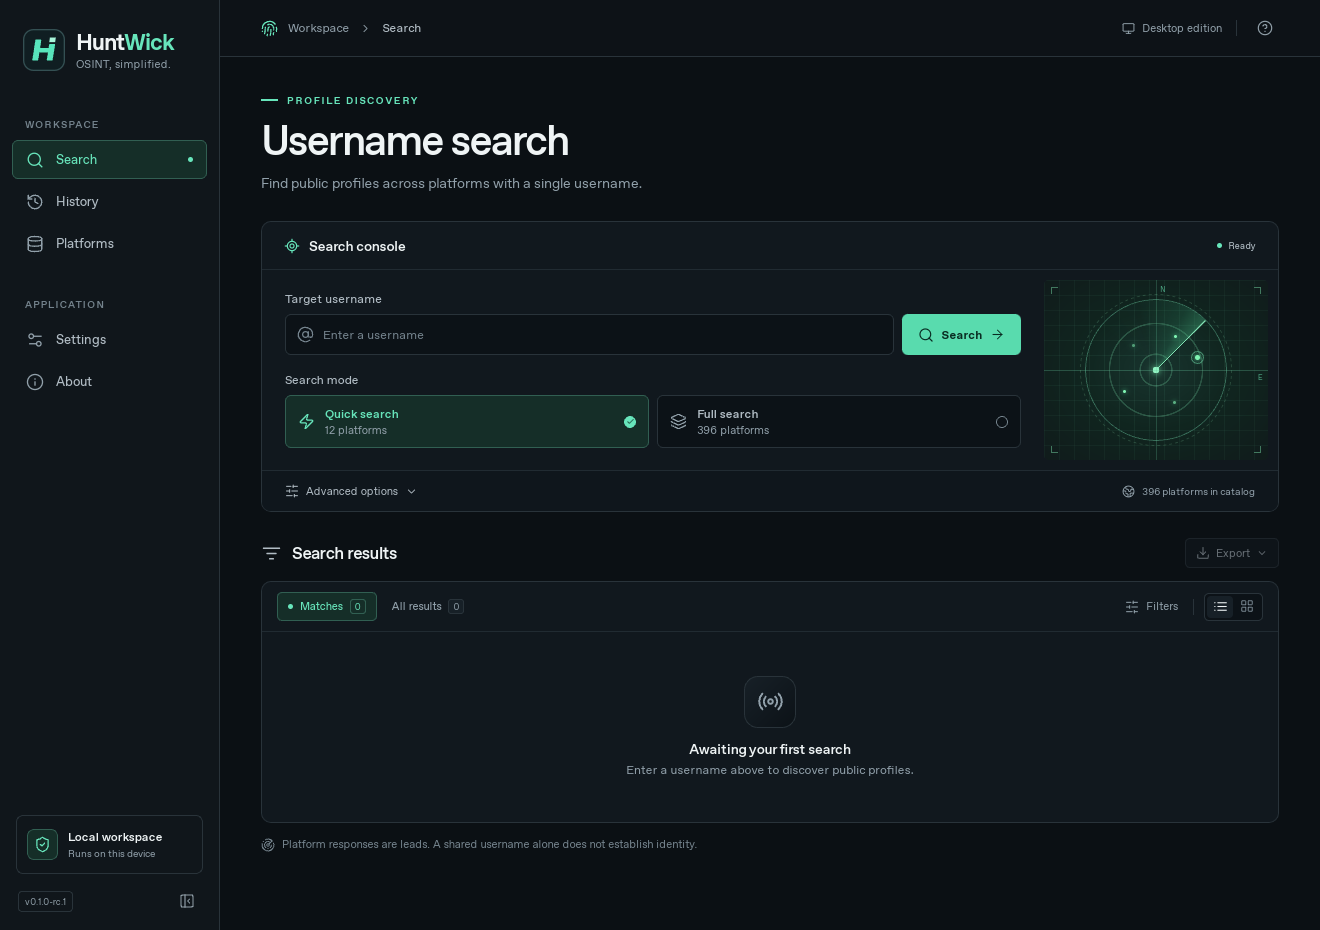 HuntWick
OSINT, simplified.
WORKSPACE
Search
History
Platforms
APPLICATION
Settings
About
Local workspace
Runs on this device
v0.1.0-rc.1
Workspace
Search
Desktop edition
PROFILE DISCOVERY
Username search
Find public profiles across platforms with a single username.
Search console
Ready
Target username
Enter a username
Search
Search mode
Quick search
12 platforms
Full search
396 platforms
N
E
Advanced options
396 platforms in catalog
Search results
Export
Matches 0
All results 0
Filters
Awaiting your first search
Enter a username above to discover public profiles.
Platform responses are leads. A shared username alone does not establish identity.